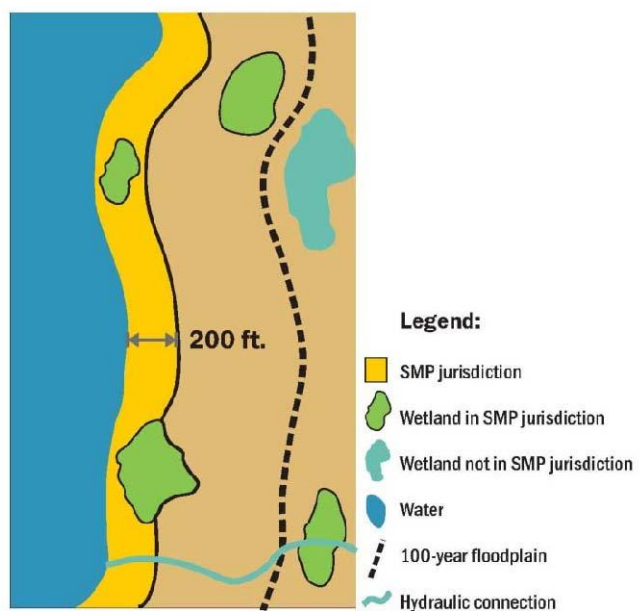 200 ft.
Legend:
SMP jurisdiction
Wetland in SMP jurisdiction
Wetland not in SMP jurisdiction
Water
100-year floodplain
Hydraulic connection